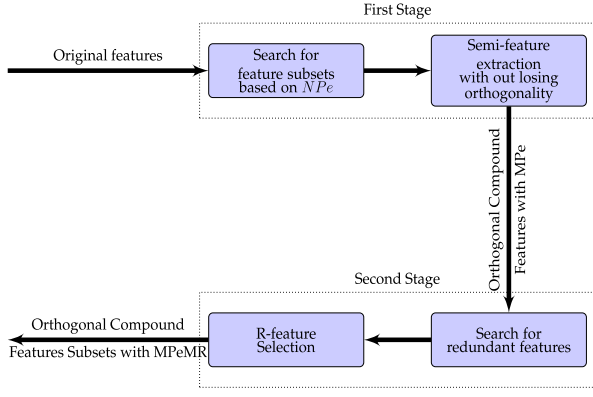 First Stage
Original features
Search for
feature subsets
based on NPe
Semi-feature
extraction
with out losing
orthogonality
Orthogonal Compound
Features with MPe
Second Stage
Search for
redundant features
R-feature
Selection
Orthogonal Compound
Features Subsets with MPeMR